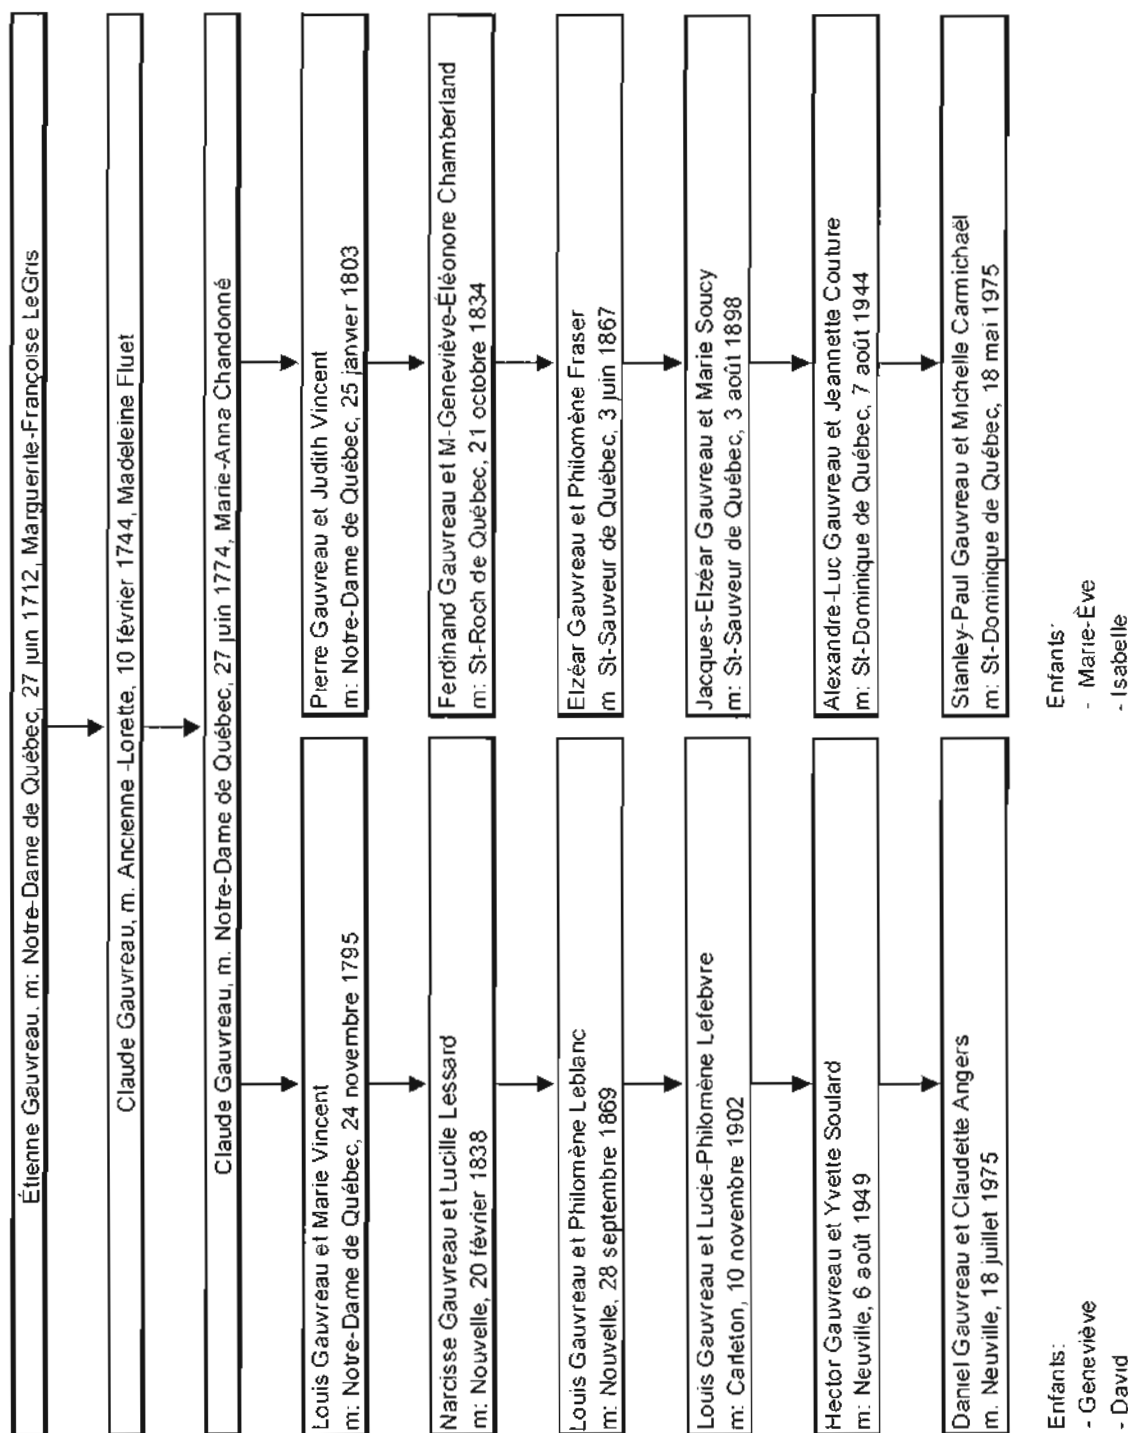 Étienne Gauvreau. m: Notre-Dame de Québec, 27 juin 1712, Marguerite-Françoise LeGris
Claude Gauvreau, m. Ancienne -Lorette, 10 février 1744, Madeleine Fluet
Claude Gauvreau, m. Notre-Dame de Québec, 27 juin 1774, Marie-Anna Chandonné
Louis Gauvreau et Marie Vincent
m: Notre-Dame de Québec, 24 novembre 1795
Narcisse Gauvreau et Lucille Lessard
m: Nouvelle, 20 février 1838
Louis Gauvreau et Philomène Leblanc
m: Nouvelle, 28 septembre 1869
Louis Gauvreau et Lucie-Philomène Lefebvre
m: Carleton, 10 novembre 1902
Hector Gauvreau et Yvette Soulard
m: Neuville, 6 août 1949
Daniel Gauvreau et Claudette Angers
m. Neuville, 18 juillet 1975
Enfants:
- Geneviève
- David
Pierre Gauvreau et Judith Vincent
m: Notre-Dame de Québec, 25 janvier 1803
Ferdinand Gauvreau et M-Geneviève-Éléonore Chamberland
m: St-Roch de Québec, 21 octobre 1834
Elzéar Gauvreau et Philomène Fraser
m St-Sauveur de Québec, 3 juin 1867
Jacques-Elzéar Gauvreau et Marie Soucy
m: St-Sauveur de Québec, 3 août 1898
Alexandre-Luc Gauvreau et Jeannette Couture
m: St-Dominique de Québec, 7 août 1944
Stanley-Paul Gauvreau et Michelle Carmichaël
m: St-Dominique de Québec, 18 mai 1975
Enfants:
- Marie-Ève
- Isabelle